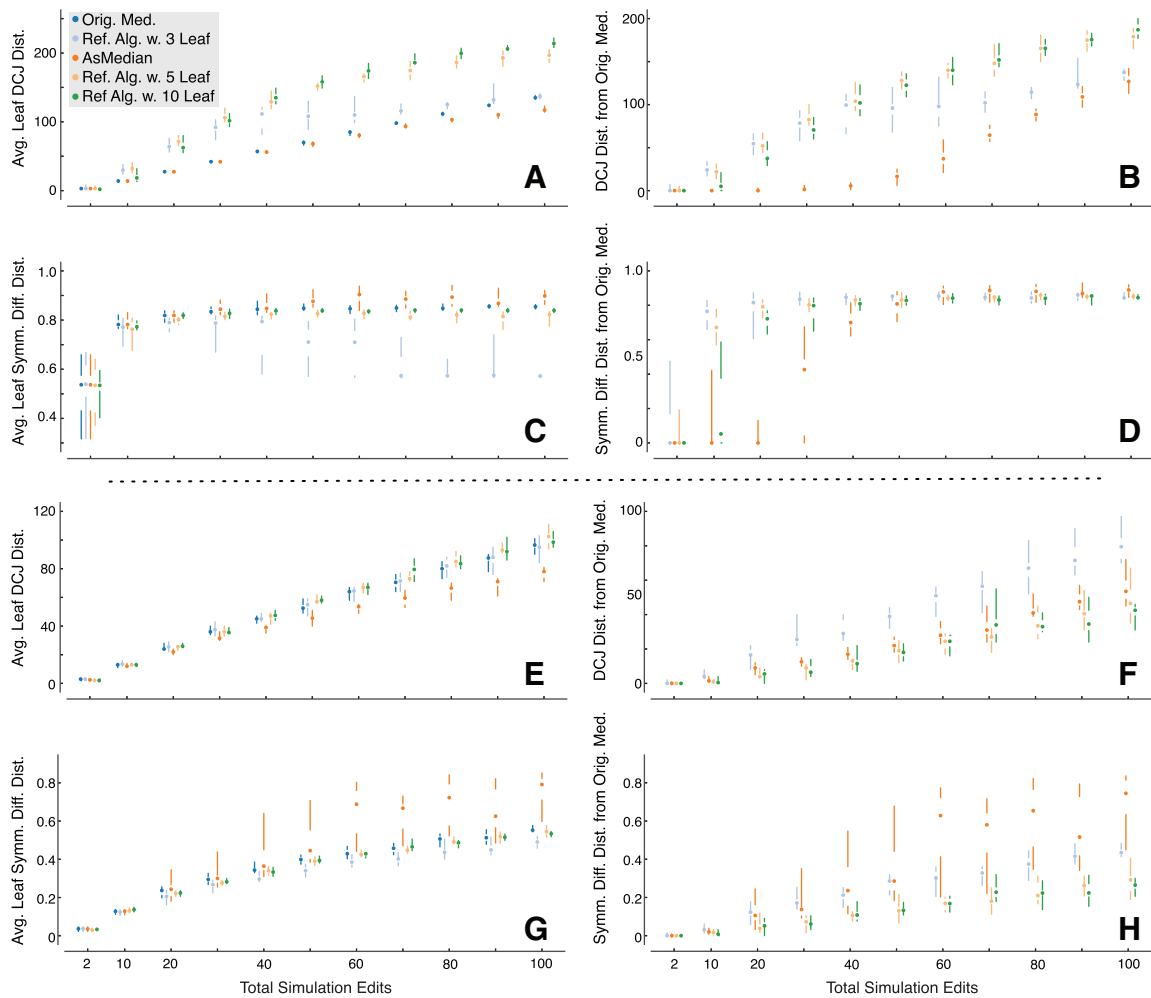 Orig. Med.
Ref. Alg. w. 3 Leaf
AsMedian
Ref. Alg. w. 5 Leaf
Ref Alg. w. 10 Leaf
Avg. Leaf DCJ Dist.
200
100
0
A
DCJ Dist. from Orig. Med.
200
100
0
B
Avg. Leaf Symm. Diff. Dist.
1.0
0.8
0.6
0.4
C
Symm. Diff. Dist. from Orig. Med.
1.0
0.5
0
D
Avg. Leaf DCJ Dist.
120
80
40
0
E
DCJ Dist. from Orig. Med.
100
50
0
F
Avg. Leaf Symm. Diff. Dist.
0.8
0.6
0.4
0.2
0
G
2 10 20 40 60 80 100
Total Simulation Edits
Symm. Diff. Dist. from Orig. Med.
0.8
0.6
0.4
0.2
0
H
2 10 20 40 60 80 100
Total Simulation Edits